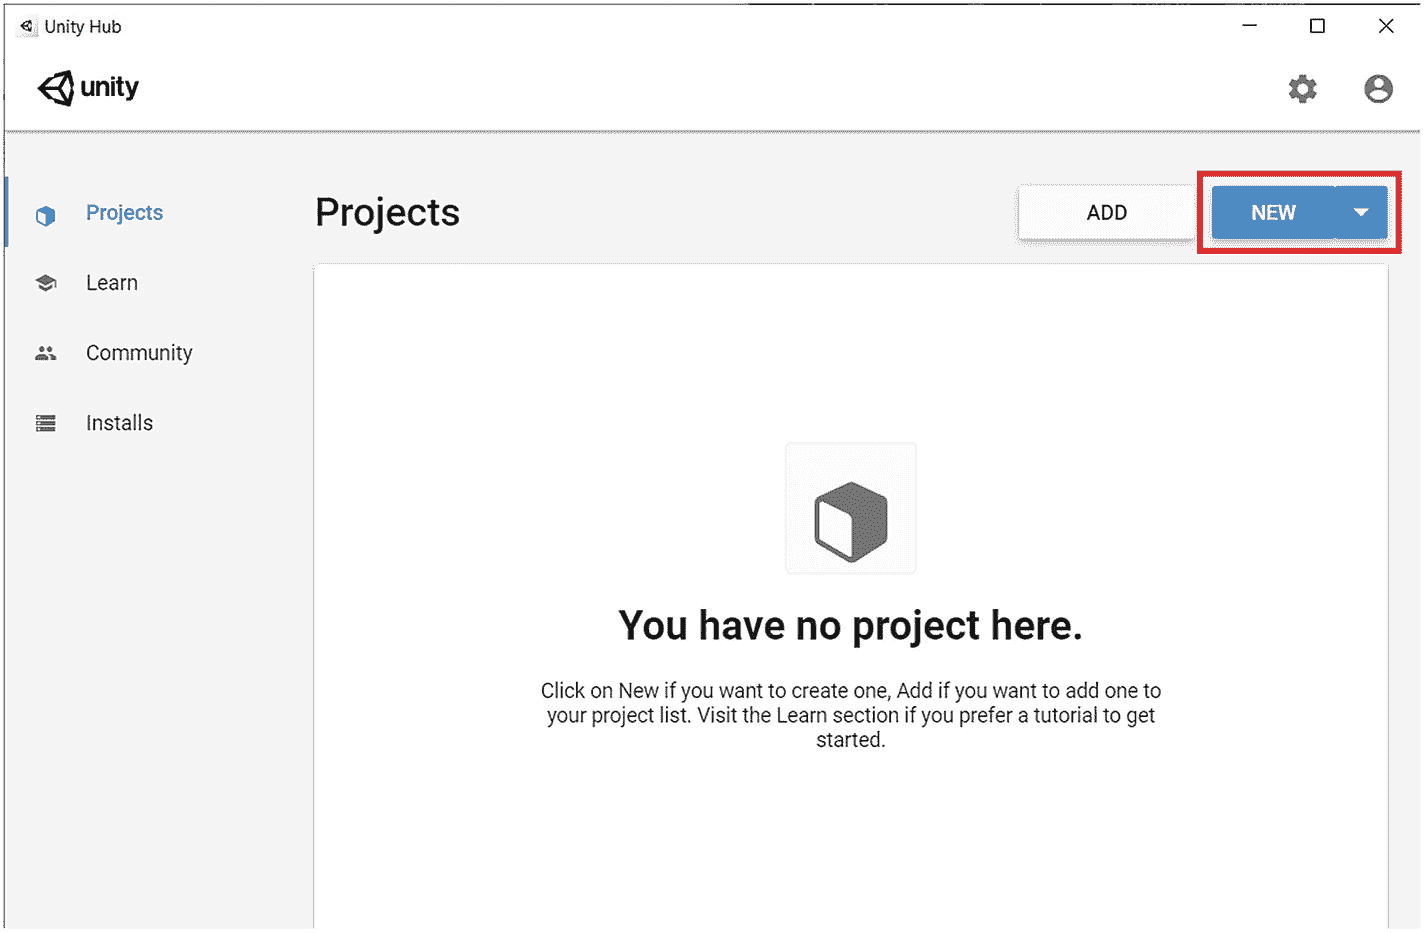 Unity Hub
unity
Projects
Learn
Community
Installs
Projects
ADD
NEW
You have no project here.
Click on New if you want to create one, Add if you want to add one to
your project list. Visit the Learn section if you prefer a tutorial to get
started.